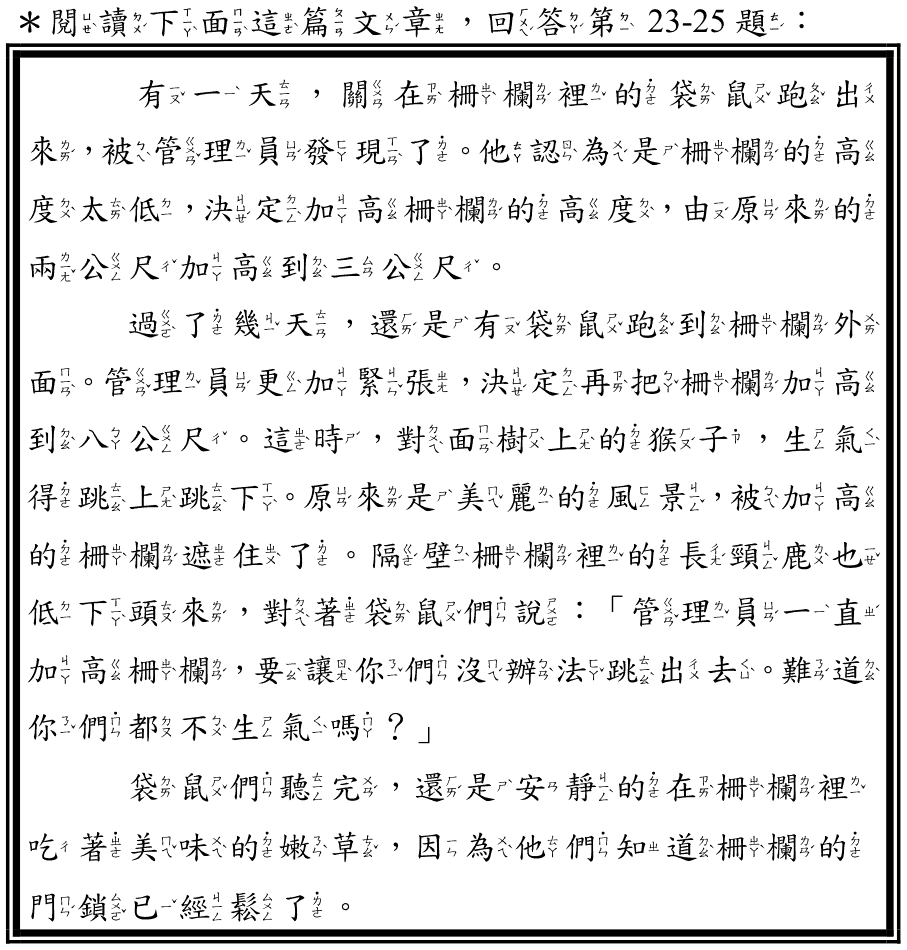 ＊閱讀下面這篇文章，回答第 23-25 題：
有一天，關在柵欄裡的袋鼠跑出
來，被管理員發現了。他認為是柵欄的高
度太低，決定加高柵欄的高度，由原來的
兩公尺加高到三公尺。
過了幾天，還是有袋鼠跑到柵欄外
面。管理員更加緊張，決定再把柵欄加高
到八公尺。這時，對面樹上的猴子，生氣
得跳上跳下。原來是美麗的風景，被加高
的柵欄遮住了。隔壁柵欄裡的長頸鹿也
低下頭來，對著袋鼠們說：「管理員一直
加高柵欄，要讓你們沒辦法跳出去。難道
你們都不生氣嗎？」
袋鼠們聽完，還是安靜的在柵欄裡
吃著美味的嫩草，因為他們知道柵欄的
門鎖已經鬆了。